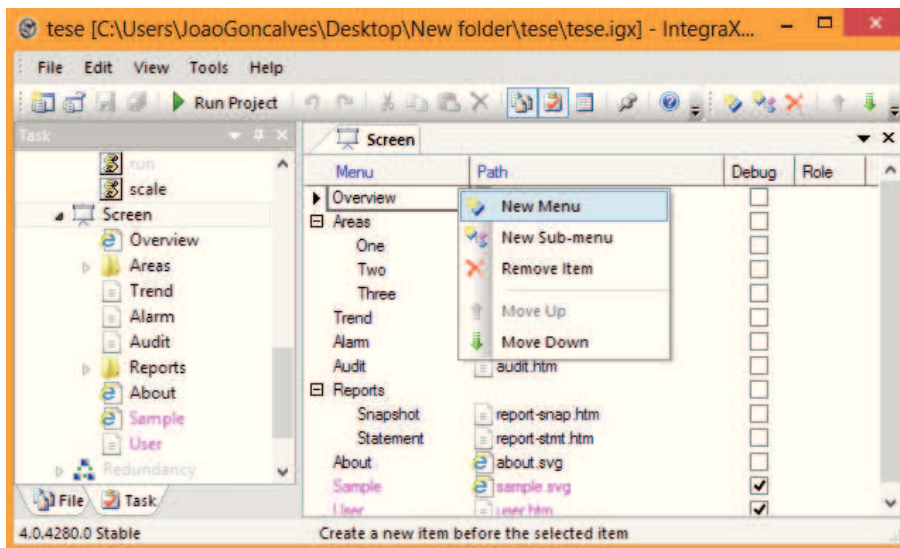 tese [C:\Users\JoaoGoncalves\Desktop\New folder\tese\tese.igx] - IntegraX...
File Edit View Tools Help
Run Project
Task
run
scale
Screen
Overview
Areas
Trend
Alarm
Audit
Reports
About
Sample
User
Redundancy
File Task
Screen
Menu Path Debug Role
Overview
Areas
One
Two
Three
Trend
Alarm
Audit audit.htm
Reports
Snapshot report-snap.htm
Statement report-stmt.htm
About about.svg
Sample sample.svg
User user.htm
New Menu
New Sub-menu
Remove Item
Move Up
Move Down
4.0.4280.0 Stable Create a new item before the selected item